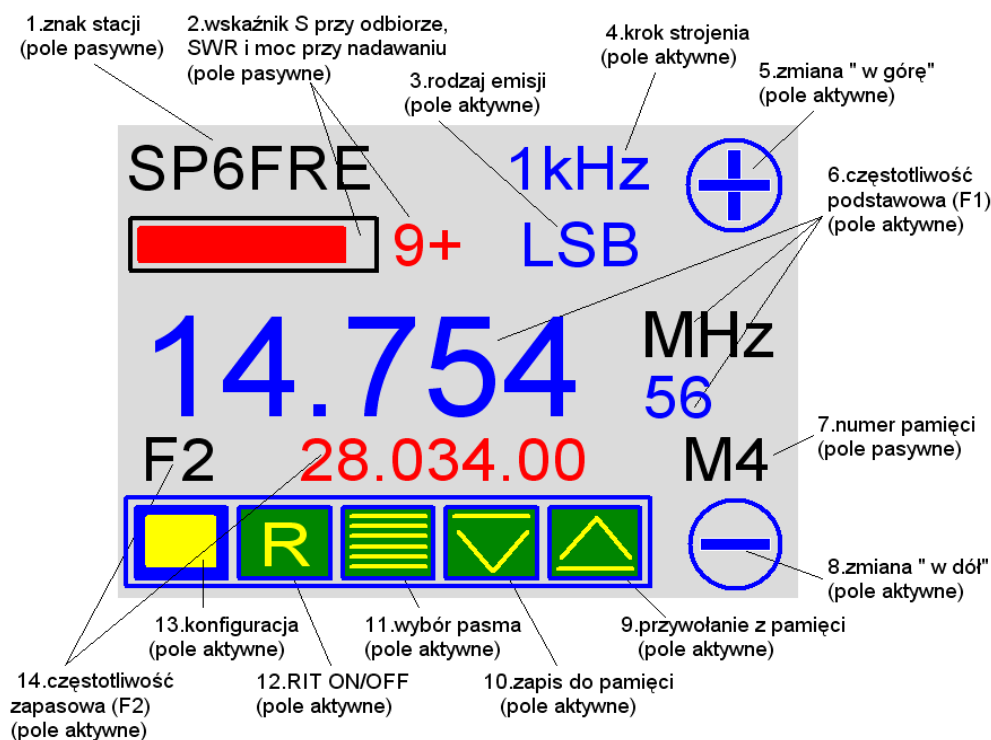 1.znak stacji
(pole pasywne)
2.wskaźnik S przy odbiorze,
SWR i moc przy nadawaniu
(pole pasywne)
3.rodzaj emisji
(pole aktywne)
4.krok strojenia
(pole aktywne)
5.zmiana " w górę"
(pole aktywne)
SP6FRE
1kHz
9+
LSB
6.częstotliwość
podstawowa (F1)
(pole aktywne)
14.754
MHz
56
F2
28.034.00
M4
7.numer pamięci
(pole pasywne)
R
8.zmiana " w dół"
(pole aktywne)
13.konfiguracja
(pole aktywne)
11.wybór pasma
(pole aktywne)
9.przywołanie z pamięci
(pole aktywne)
14.częstotliwość
zapasowa (F2)
(pole aktywne)
12.RIT ON/OFF
(pole aktywne)
10.zapis do pamięci
(pole aktywne)